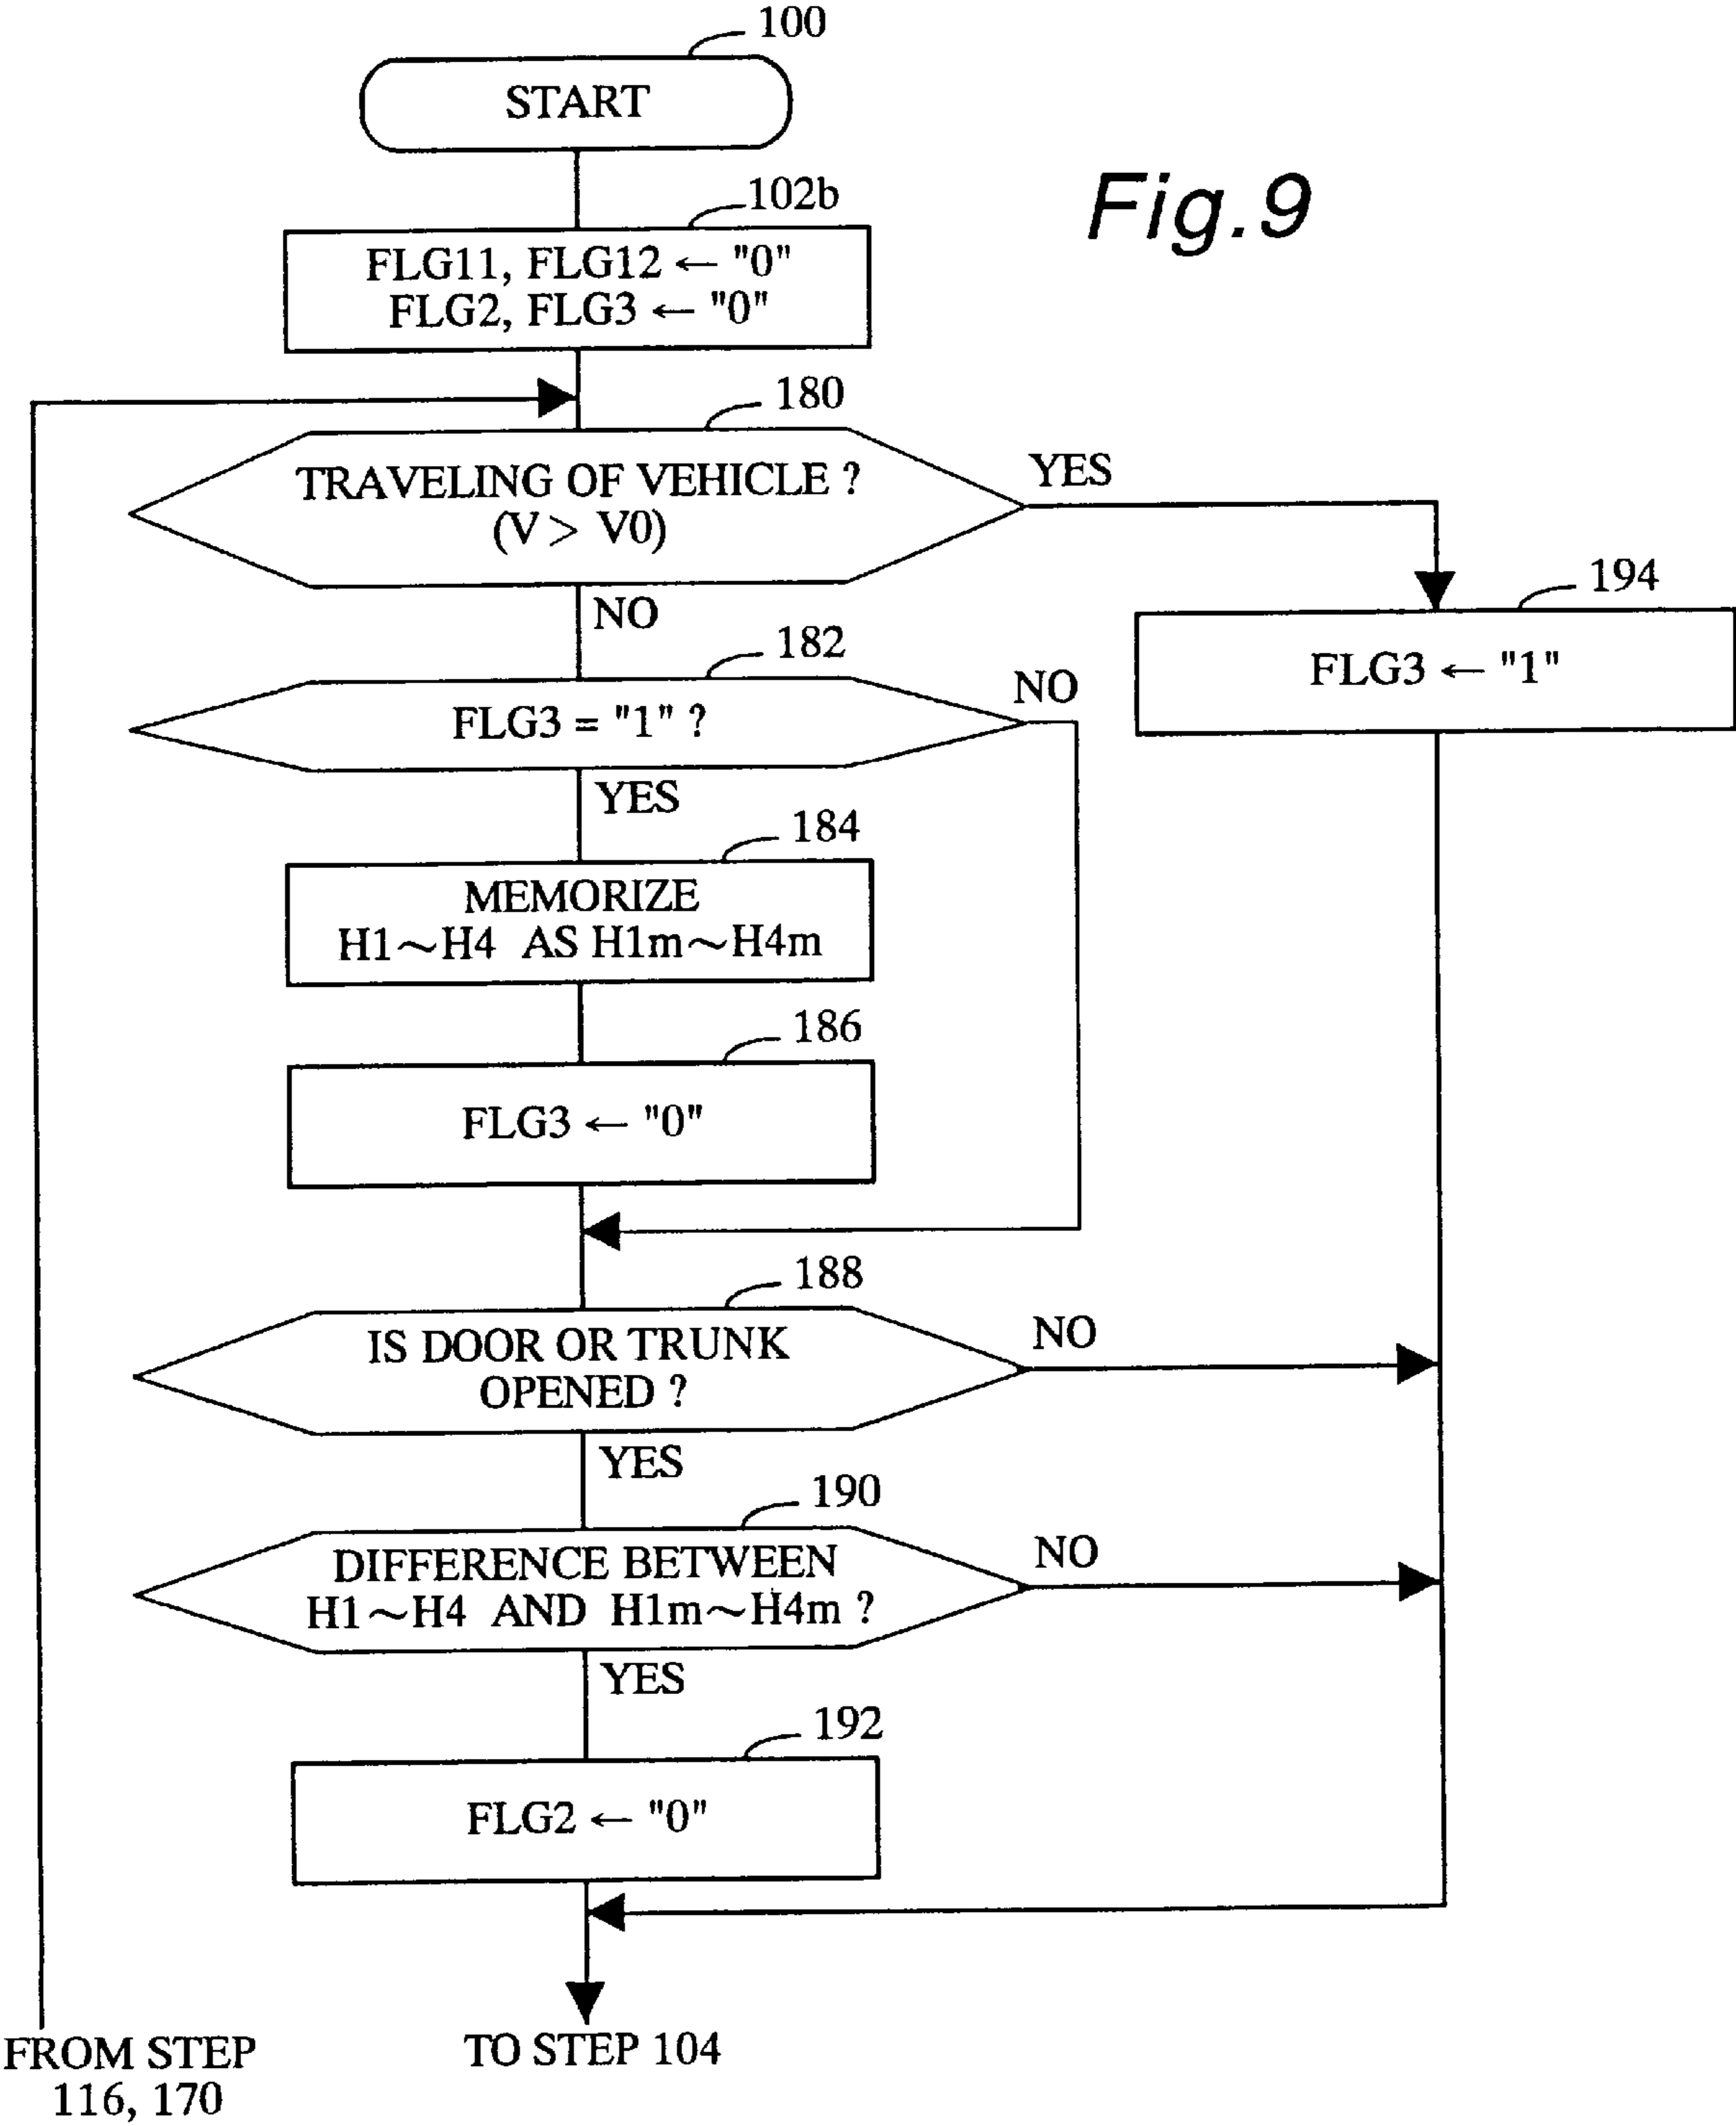 100
START
Fig.9
102b
FLG11, FLG12 ← "0"
FLG2, FLG3 ← "0"
180
TRAVELING OF VEHICLE ?
(V > V0)
YES
NO
194
FLG3 ← "1"
182
FLG3 = "1" ?
NO
YES
184
MEMORIZE
H1~H4 AS H1m~H4m
186
FLG3 ← "0"
188
IS DOOR OR TRUNK
OPENED ?
NO
YES
190
DIFFERENCE BETWEEN
H1~H4 AND H1m~H4m ?
NO
YES
192
FLG2 ← "0"
FROM STEP
116, 170
TO STEP 104